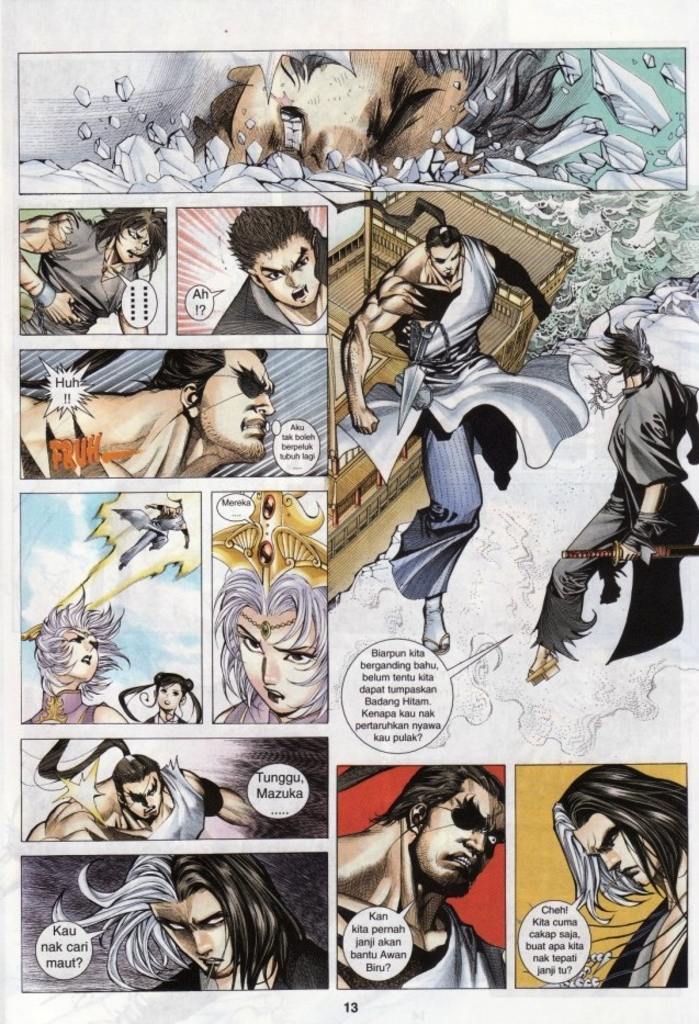 ......
Ah
!?
Huh
!!
FRUH
Aku
tak boleh
berpeluk
tubuh lagi
....
Mereka
....
Biarpun kita
berganding bahu,
belum tentu kita
dapat tumpaskan
Badang Hitam.
Kenapa kau nak
pertaruhkan nyawa
kau pulak?
Tunggu,
Mazuka
.....
Kau
nak cari
maut?
Kan
kita pernah
janji akan
bantu Awan
Biru?
Cheh!
Kita cuma
cakap saja,
buat apa kita
nak tepati
janji tu?
13